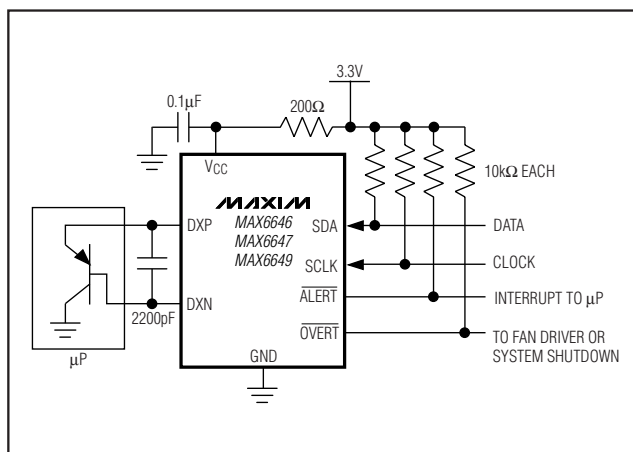 3.3V
0.1μF
200Ω
VCC
10kΩ EACH
MAXIM
MAX6646
MAX6647
MAX6649
DXP
SDA
DATA
SCLK
CLOCK
DXN
ALERT
INTERRUPT TO μP
2200pF
OVERT
TO FAN DRIVER OR
SYSTEM SHUTDOWN
GND
μP